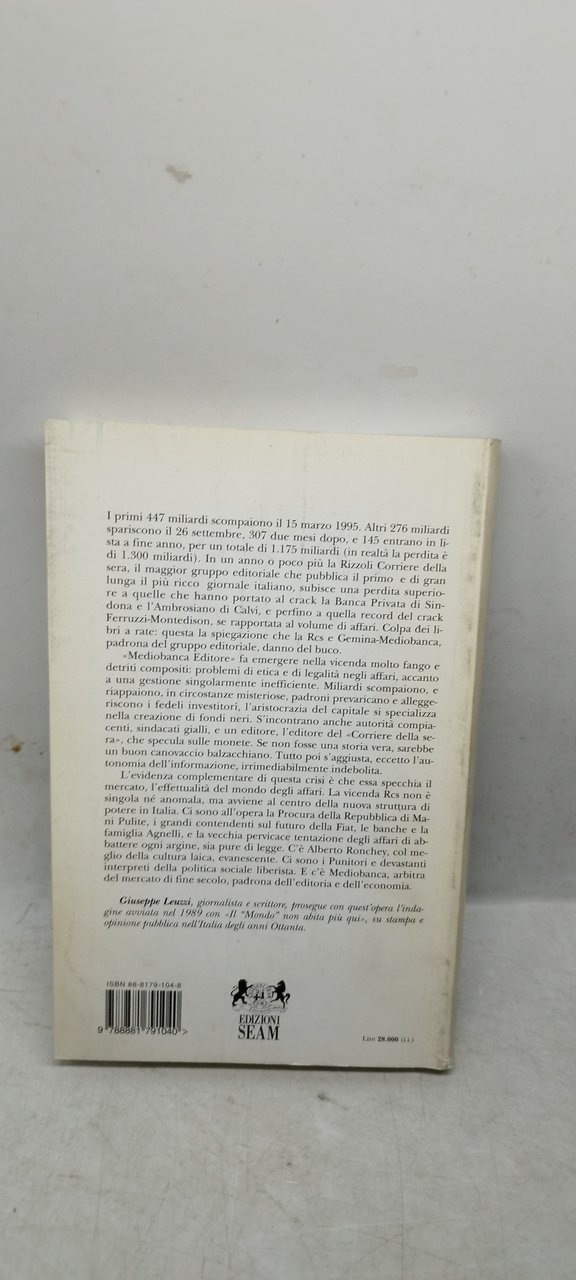 I primi 447 miliardi scompaiono il 15 marzo 1995. Altri 276 miliardi
spariscono il 26 settembre, 307 due mesi dopo, e 145 entrano in li-
sta a fine anno, per un totale di 1.175 miliardi (in realtà la perdita è
di 1.300 miliardi). In un anno o poco più la Rizzoli Corriere della
sera, il maggior gruppo editoriale che pubblica il primo e di gran
lunga il più ricco giornale italiano, subisce una perdita superio-
re a quelle che hanno portato al crack la Banca Privata di Sin-
dona e l'Ambrosiano di Calvi, e perfino a quella record del crack
Ferruzzi-Montedison, se rapportata al volume di affari. Colpa dei li-
bri a rate: questa la spiegazione che la Rcs e Gemina-Mediobanca,
padrona del gruppo editoriale, danno del buco.
«Mediobanca Editore» fa emergere nella vicenda molto fango e
detriti compositi: problemi di etica e di legalità negli affari, accanto
a una gestione singolarmente inefficiente. Miliardi scompaiono, e
riappaiono, in circostanze misteriose, padroni prevaricano e allegge-
riscono i fedeli investitori, l'aristocrazia del capitale si specializza
nella creazione di fondi neri. S'incontrano anche autorità compia-
centi, sindacati gialli, e un editore, l'editore del «Corriere della se-
ra», che specula sulle monete. Se non fosse una storia vera, sarebbe
un buon canovaccio balzacchiano. Tutto poi s'aggiusta, eccetto l'au-
tonomia dell'informazione, irrimediabilmente indebolita.
L'evidenza complementare di questa crisi è che essa specchia il
mercato, l'effettualità del mondo degli affari. La vicenda Rcs non è
singola né anomala, ma avviene al centro della nuova struttura di
potere in Italia. Ci sono all'opera la Procura della Repubblica di Ma-
ni Pulite, i grandi contendenti sul futuro della Fiat, le banche e la
famiglia Agnelli, e la vecchia pervicace tentazione degli affari di ab-
battere ogni argine, sia pure di legge. C'è Alberto Ronchey, col me-
glio della cultura laica, evanescente. Ci sono i Punitori e devastanti
interpreti della politica sociale liberista. E c'è Mediobanca, arbitra
del mercato di fine secolo, padrona dell'editoria e dell'economia.
Giuseppe Leuzzi, giornalista e scrittore, prosegue con quest'opera l'inda-
gine avviata nel 1989 con «Il "Mondo" non abita più qui», su stampa e
opinione pubblica nell'Italia degli anni Ottanta.
ISBN 88-8179-104-8
9 788881 791040 >
EDIZIONI
SEAM
Lire 28.000 (i.i.)